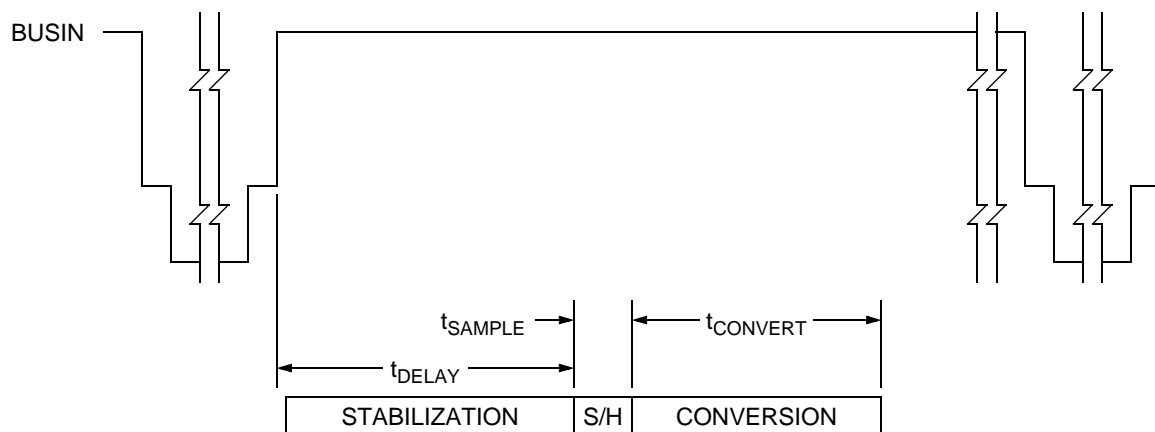 BUSIN
tSAMPLE
tCONVERT
tDELAY
STABILIZATION
S/H
CONVERSION